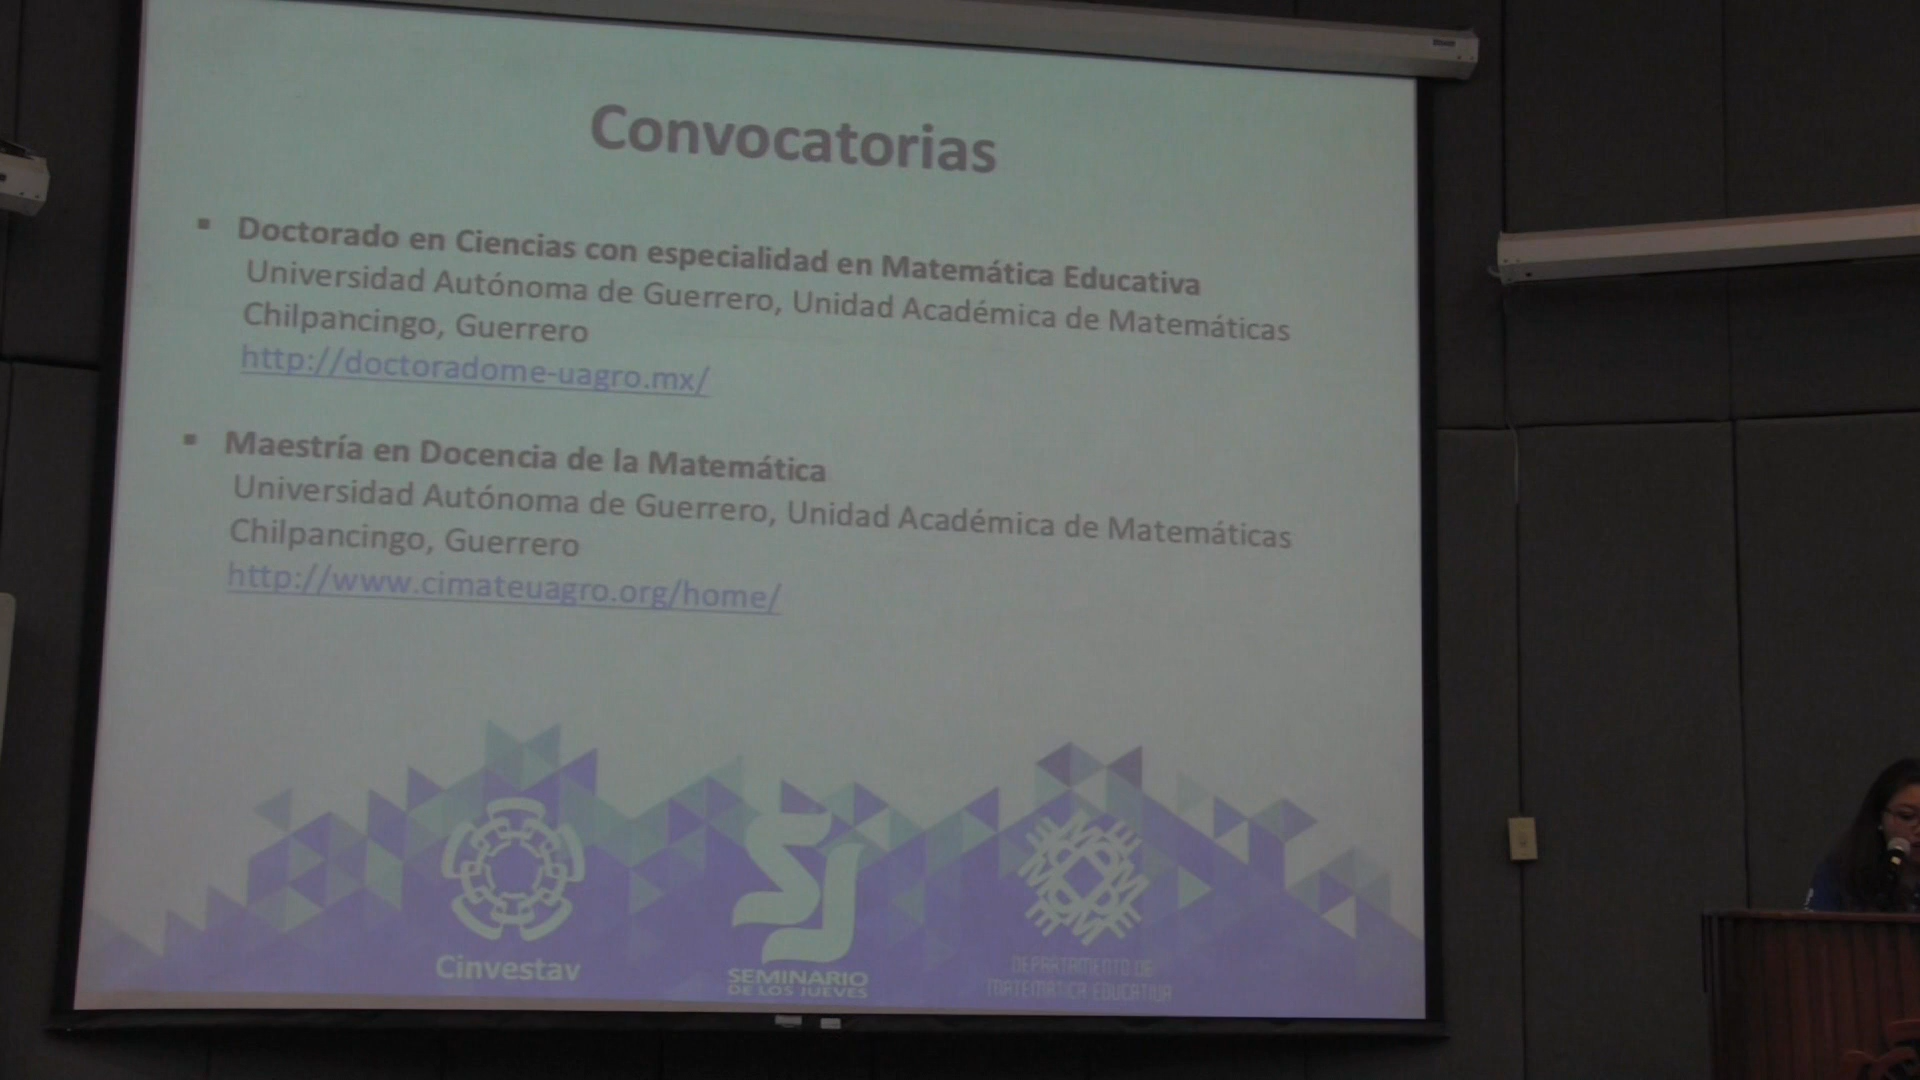 Convocatorias
▪ Doctorado en Ciencias con especialidad en Matemática Educativa
Universidad Autónoma de Guerrero, Unidad Académica de Matemáticas
Chilpancingo, Guerrero
http://doctoradome-uagro.mx/
▪ Maestría en Docencia de la Matemática
Universidad Autónoma de Guerrero, Unidad Académica de Matemáticas
Chilpancingo, Guerrero
http://www.cimateuagro.org/home/
Cinvestav
SEMINARIO
DE LOS JUEVES
DEPARTAMENTO DE
MATEMÁTICA EDUCATIVA